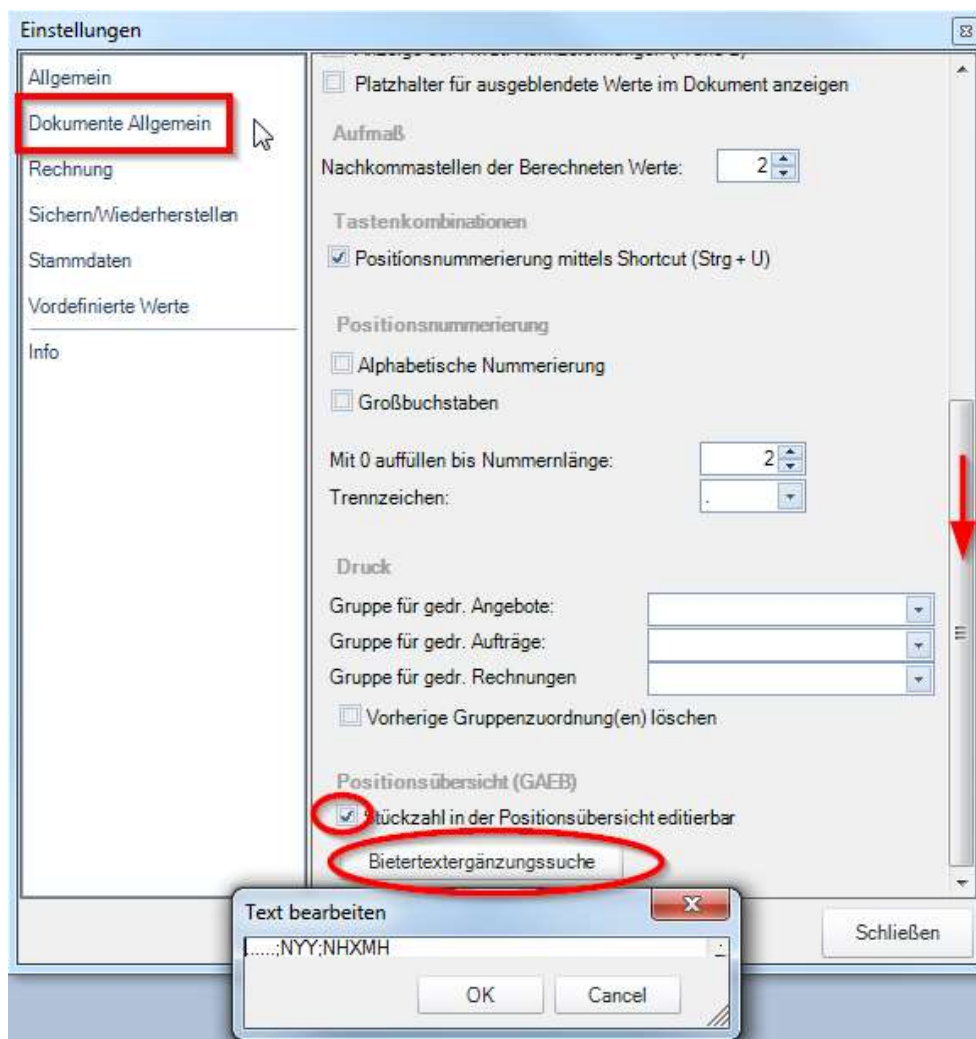 Einstellungen
Allgemein
Dokumente Allgemein
Rechnung
Sichern/Wiederherstellen
Stammdaten
Vordefinierte Werte
Info
Platzhalter für ausgeblendete Werte im Dokument anzeigen
Aufmaß
Nachkommastellen der Berechneten Werte: 2
Tastenkombinationen
Positionsnummerierung mittels Shortcut (Strg + U)
Positionsnummerierung
Alphabetische Nummerierung
Großbuchstaben
Mit 0 auffüllen bis Nummernlänge: 2
Trennzeichen: .
Druck
Gruppe für gedr. Angebote:
Gruppe für gedr. Aufträge:
Gruppe für gedr. Rechnungen
Vorherige Gruppenzuordnung(en) löschen
Positionsübersicht (GAEB)
Stückzahl in der Positionsübersicht editierbar
Bietertextergänzungssuche
Schließen
Text bearbeiten
.....;NYY;NHXMH
OK Cancel